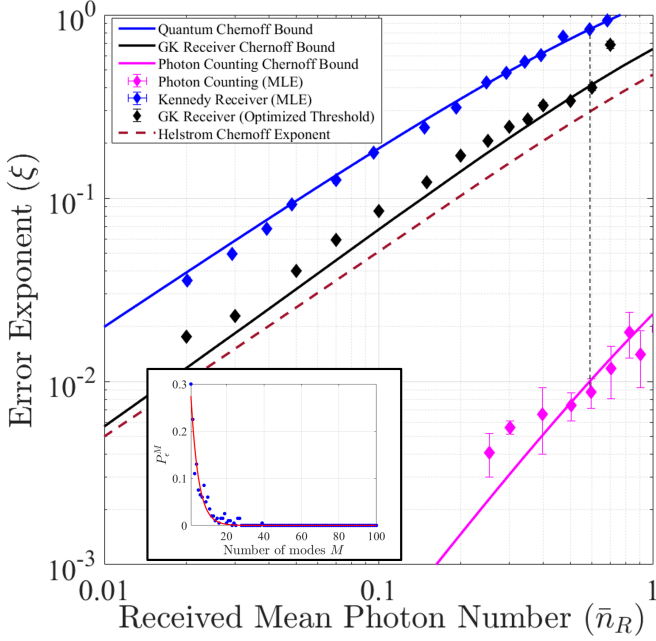 10^0
Quantum Chernoff Bound
GK Receiver Chernoff Bound
Photon Counting Chernoff Bound
Photon Counting (MLE)
Kennedy Receiver (MLE)
GK Receiver (Optimized Threshold)
Helstrom Chernoff Exponent
10^-1
Error Exponent (ξ)
10^-2
0.3
0.2
P_e^M
0.1
0
20 40 60 80 100
Number of modes M
10^-3
0.01 0.1 1
Received Mean Photon Number (n̄_R)